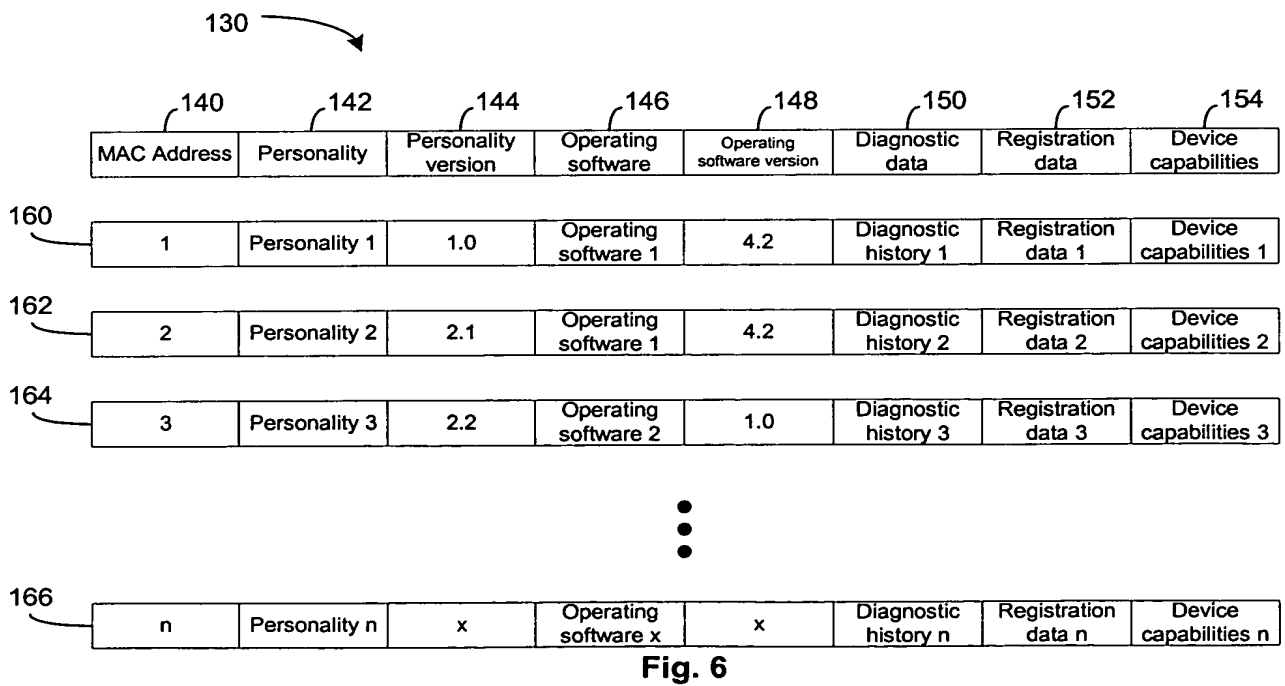 130
140 142 144 146 148 150 152 154
MAC Address Personality Personality version Operating software Operating software version Diagnostic data Registration data Device capabilities
160
1 Personality 1 1.0 Operating software 1 4.2 Diagnostic history 1 Registration data 1 Device capabilities 1
162
2 Personality 2 2.1 Operating software 1 4.2 Diagnostic history 2 Registration data 2 Device capabilities 2
164
3 Personality 3 2.2 Operating software 2 1.0 Diagnostic history 3 Registration data 3 Device capabilities 3
166
n Personality n x Operating software x x Diagnostic history n Registration data n Device capabilities n
Fig. 6